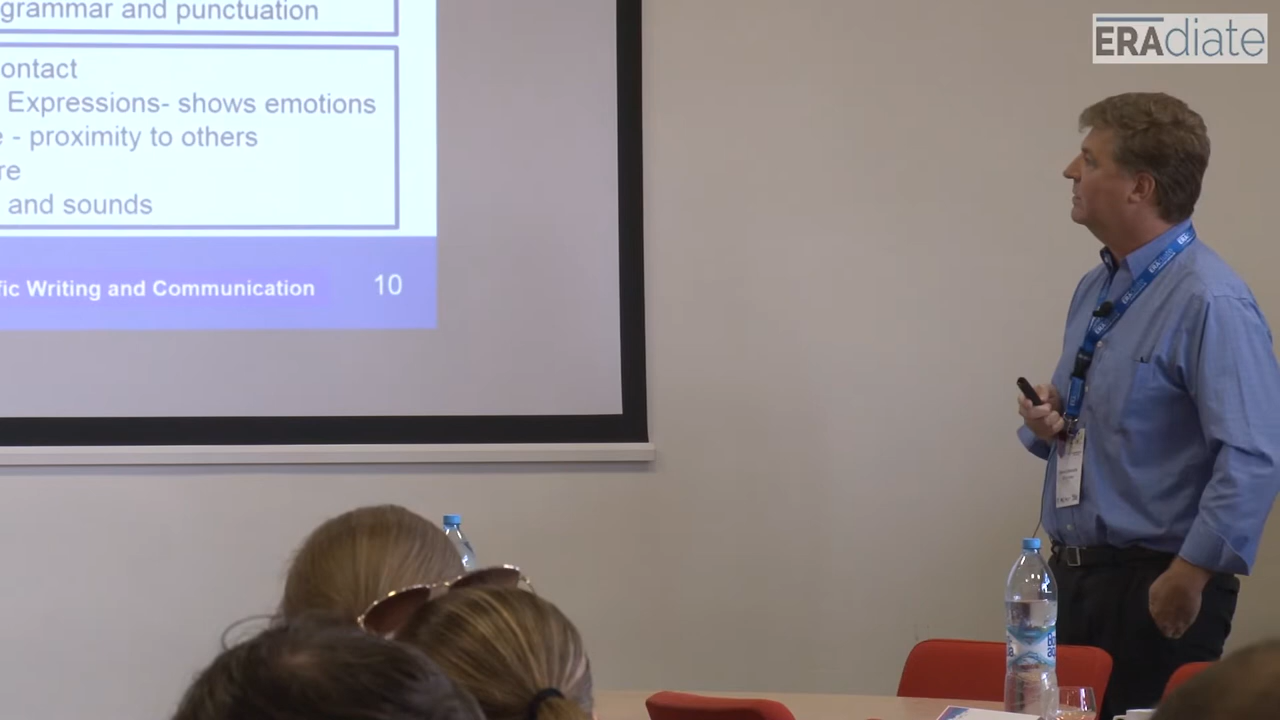 grammar and punctuation
ontact
Expressions- shows emotions
e - proximity to others
re
and sounds
fic Writing and Communication
10
ERAdiate